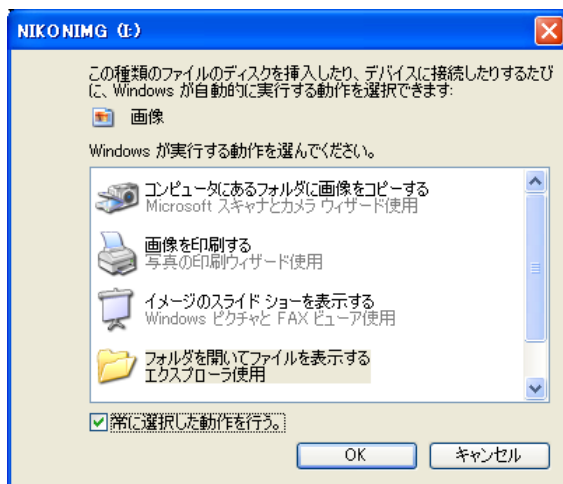 NIKONIMG (I:)
この種類のファイルのディスクを挿入したり、デバイスに接続したりするたび
に、Windows が自動的に実行する動作を選択できます:
画像
Windows が実行する動作を選んでください。
コンピュータにあるフォルダに画像をコピーする
Microsoft スキャナとカメラ ウィザード使用
画像を印刷する
写真の印刷ウィザード使用
イメージのスライド ショーを表示する
Windows ピクチャと FAX ビューア使用
フォルダを開いてファイルを表示する
エクスプローラ使用
常に選択した動作を行う。
OK キャンセル